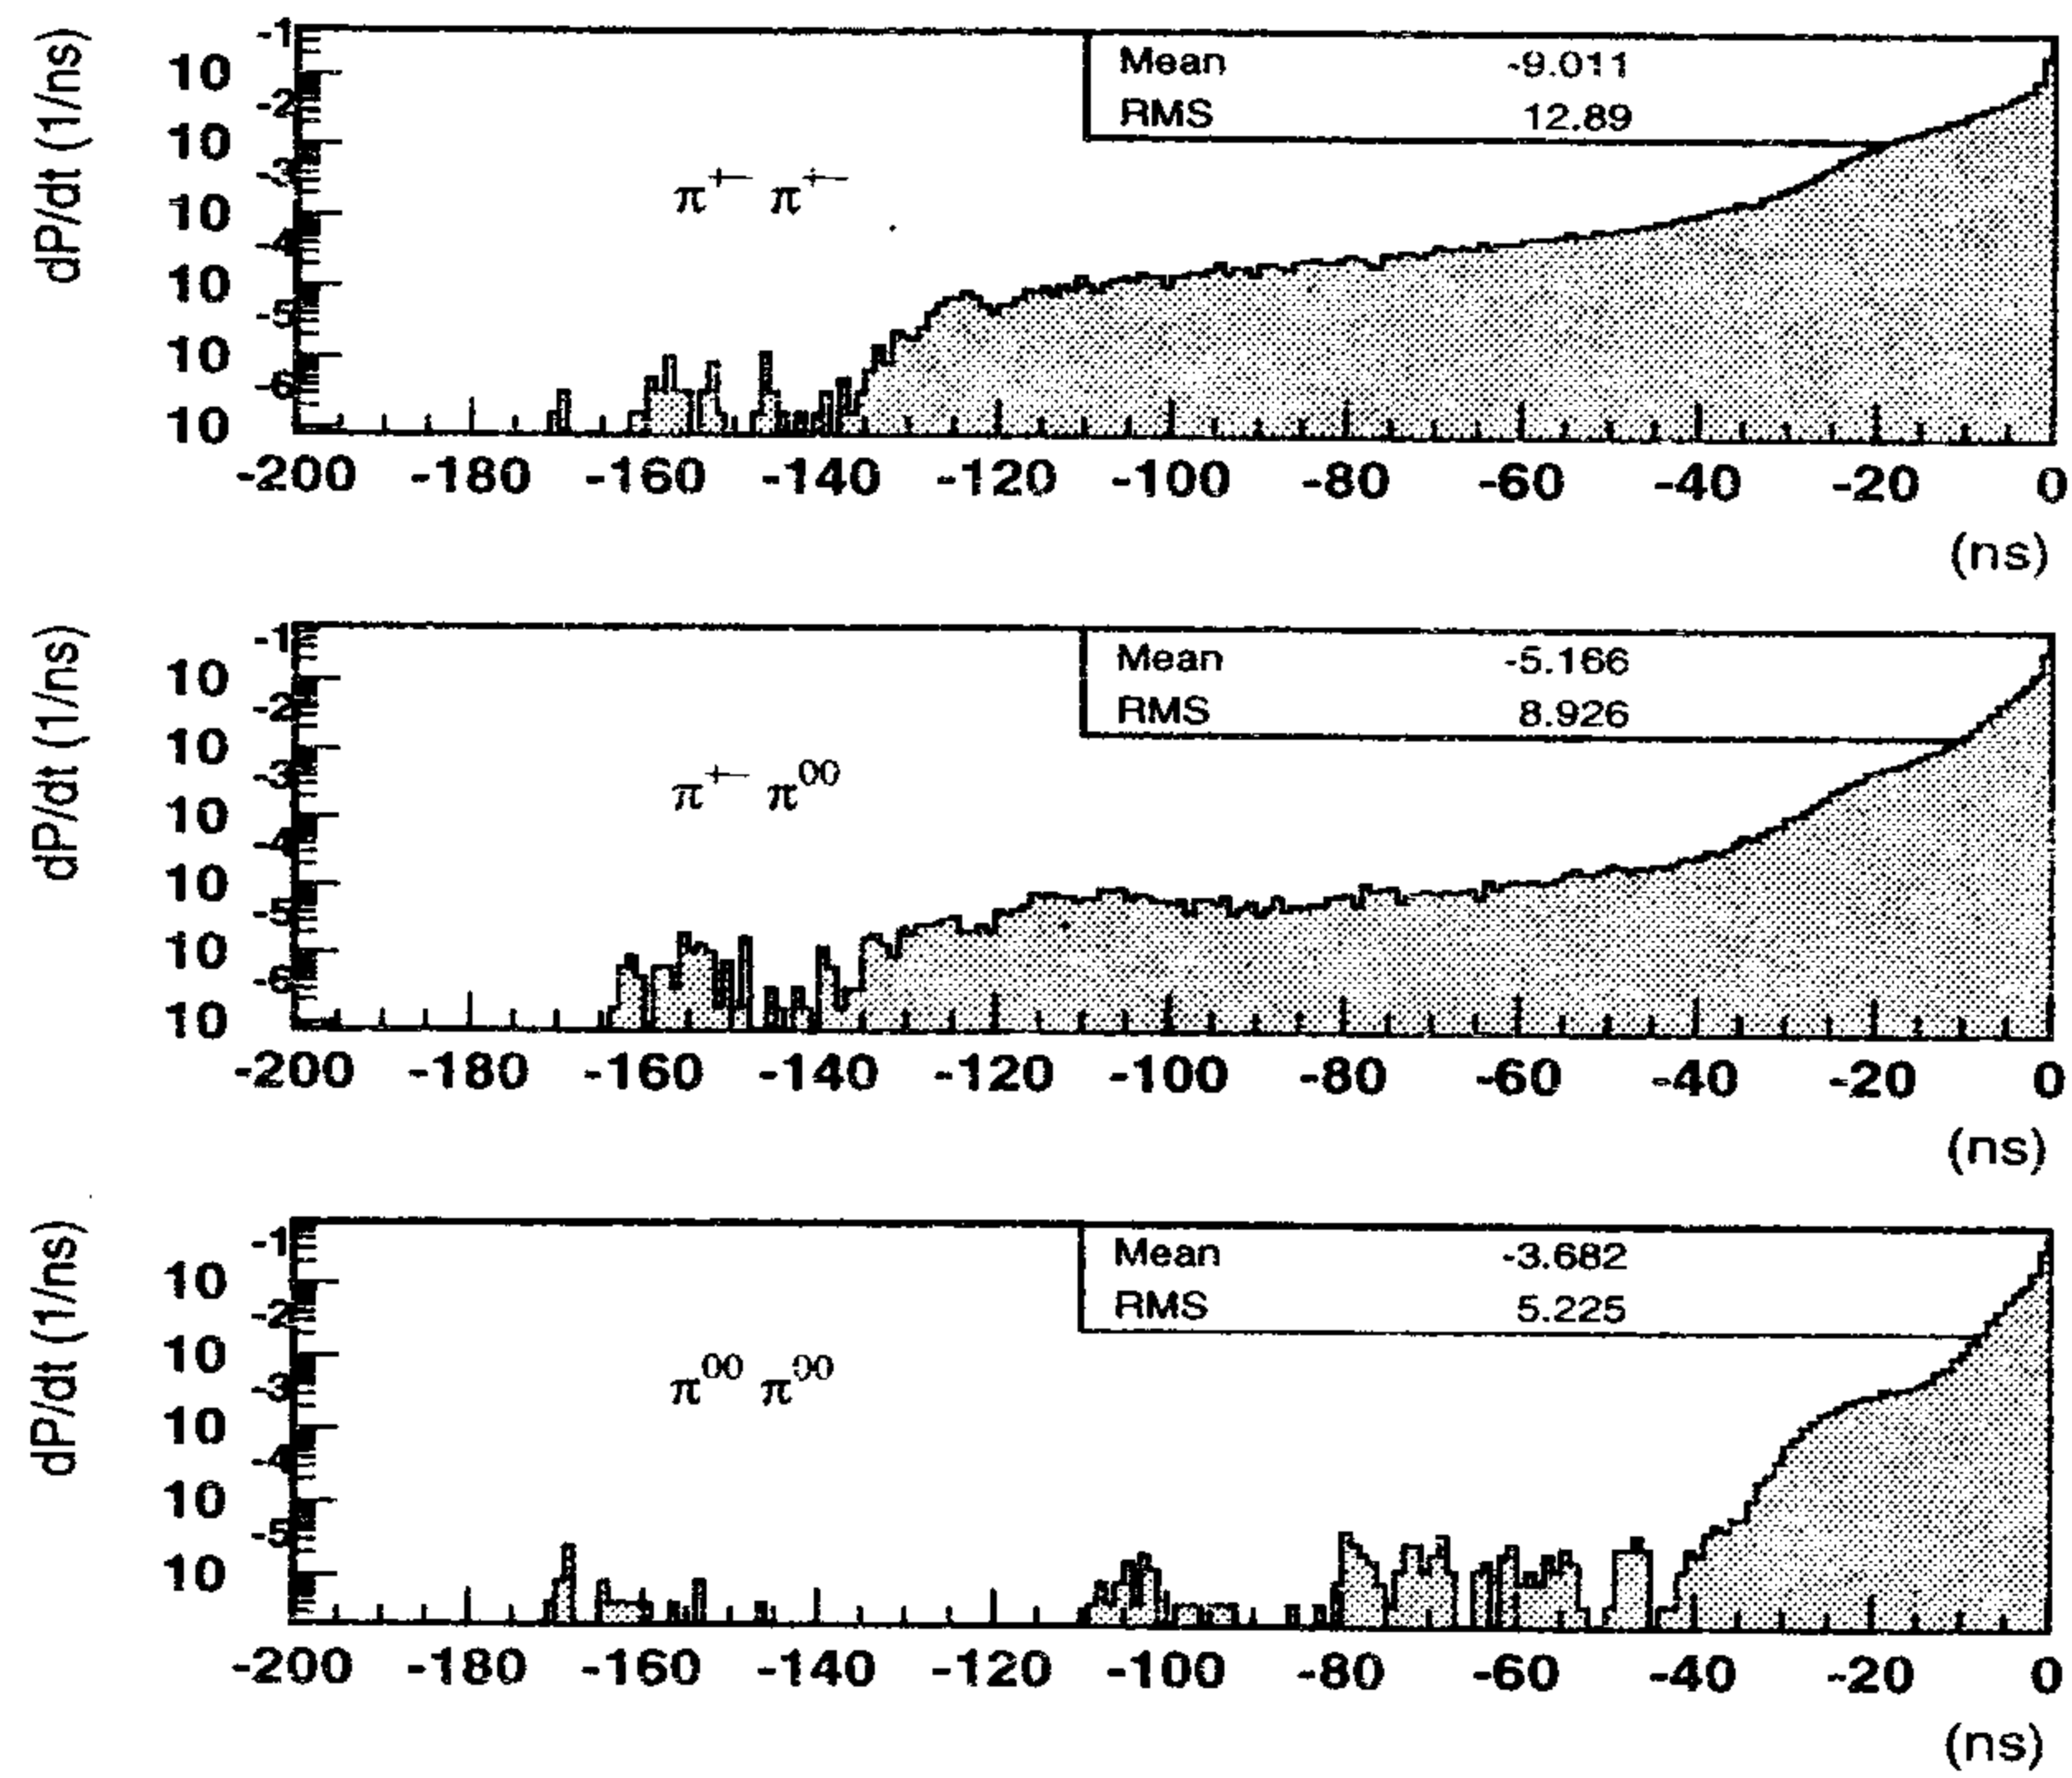 dP/dt (1/ns)
10^-1
10^-2
10^-3
10^-4
10^-5
10^-6
Mean -9.011
RMS 12.89
π^+- π^+-
-200 -180 -160 -140 -120 -100 -80 -60 -40 -20 0
(ns)
dP/dt (1/ns)
10^-1
10^-2
10^-3
10^-4
10^-5
10^-6
Mean -5.166
RMS 8.926
π^+- π^00
-200 -180 -160 -140 -120 -100 -80 -60 -40 -20 0
(ns)
dP/dt (1/ns)
10^-1
10^-2
10^-3
10^-4
10^-5
Mean -3.682
RMS 5.225
π^00 π^00
-200 -180 -160 -140 -120 -100 -80 -60 -40 -20 0
(ns)